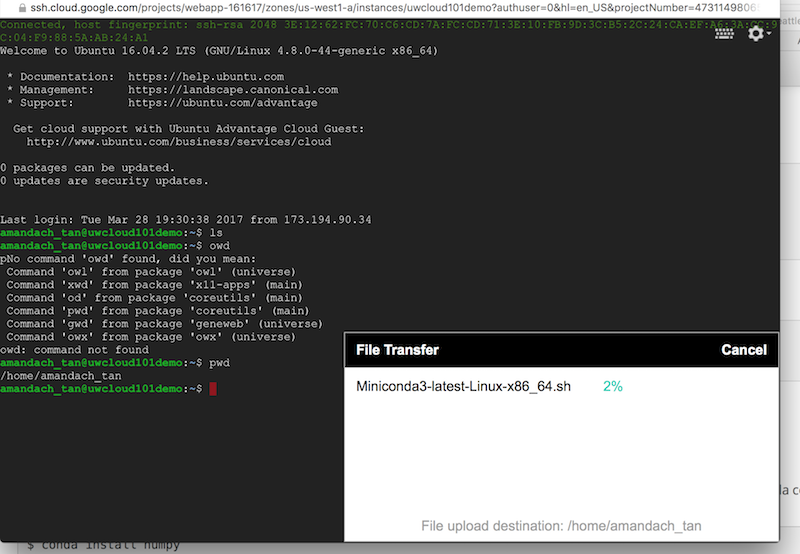 ssh.cloud.google.com/projects/webapp-161617/zones/us-west1-a/instances/uwcloud101demo?authuser=0&hl=en_US&projectNumber=4731149806
Connected, host fingerprint: ssh-rsa 2048 3E:12:62:FC:70:C6:CD:7A:FC:CD:71:3E:10:FB:9D:3C:B5:2C:24:CA:EF:A6:3A:CC:9
C:04:F9:88:5A:AB:24:A1
Welcome to Ubuntu 16.04.2 LTS (GNU/Linux 4.8.0-44-generic x86_64)
* Documentation: https://help.ubuntu.com
* Management: https://landscape.canonical.com
* Support: https://ubuntu.com/advantage
Get cloud support with Ubuntu Advantage Cloud Guest:
http://www.ubuntu.com/business/services/cloud
0 packages can be updated.
0 updates are security updates.
Last login: Tue Mar 28 19:30:38 2017 from 173.194.90.34
amandach_tan@uwcloud101demo:~$ ls
amandach_tan@uwcloud101demo:~$ owd
pNo command 'owd' found, did you mean:
Command 'owl' from package 'owl' (universe)
Command 'xwd' from package 'x11-apps' (main)
Command 'od' from package 'coreutils' (main)
Command 'pwd' from package 'coreutils' (main)
Command 'gwd' from package 'geneweb' (universe)
Command 'owx' from package 'owx' (universe)
owd: command not found
amandach_tan@uwcloud101demo:~$ pwd
/home/amandach_tan
amandach_tan@uwcloud101demo:~$
File Transfer Cancel
Miniconda3-latest-Linux-x86_64.sh 2%
File upload destination: /home/amandach_tan
$ conda install numpy